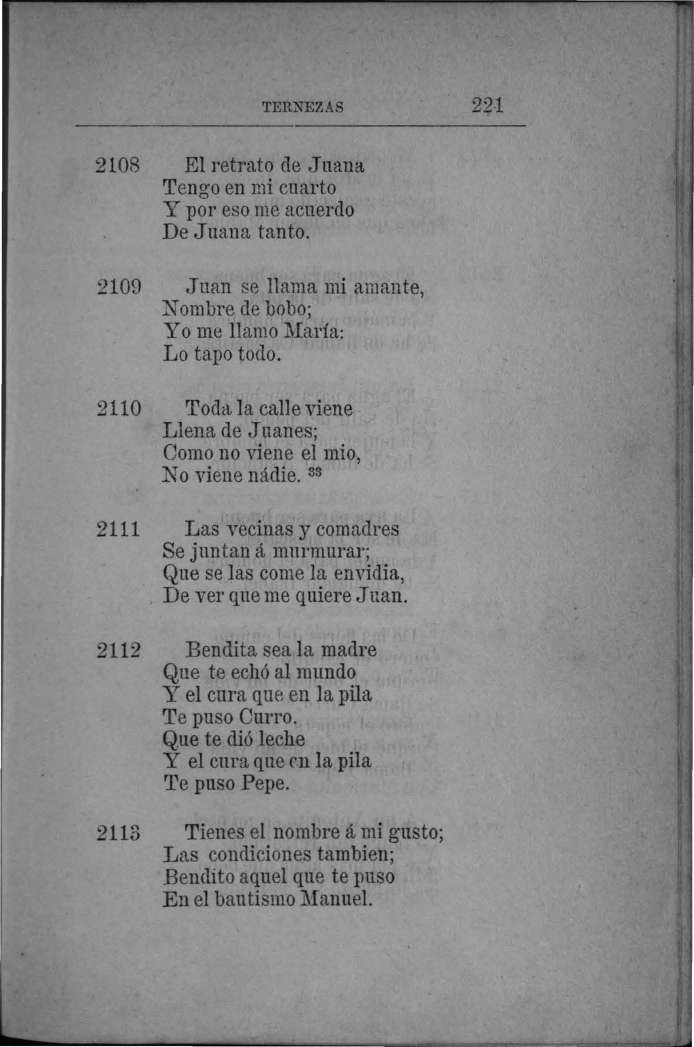 TERNEZAS 221
2108 El retrato de Juana
Tengo en mi cuarto
Y por eso me acuerdo
De Juana tanto.
2109 Juan se llama mi amante,
Nombre de bobo;
Yo me llamo María:
Lo tapo todo.
2110 Toda la calle viene
Llena de Juanes;
Como no viene el mio,
No viene nádie. 33
2111 Las vecinas y comadres
Se juntan á murmurar;
Que se las come la envidia,
De ver que me quiere Juan.
2112 Bendita sea la madre
Que te echó al mundo
Y el cura que en la pila
Te puso Curro.
Que te dió leche
Y el cura que en la pila
Te puso Pepe.
2113 Tienes el nombre á mi gusto;
Las condiciones tambien;
Bendito aquel que te puso
En el bautismo Manuel.